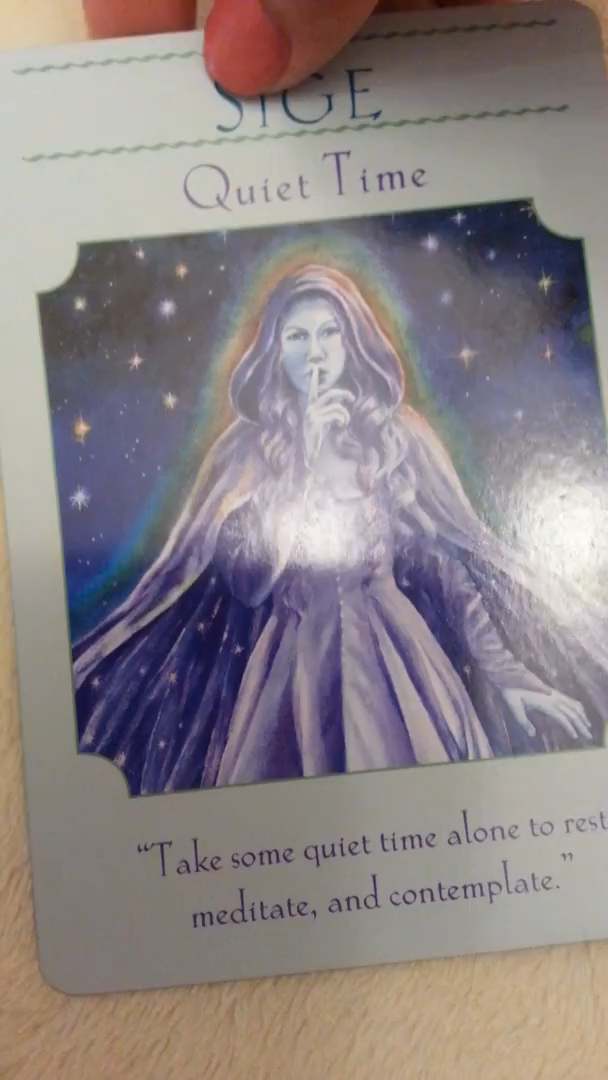 SIGE
Quiet Time
“Take some quiet time alone to rest
meditate, and contemplate.”